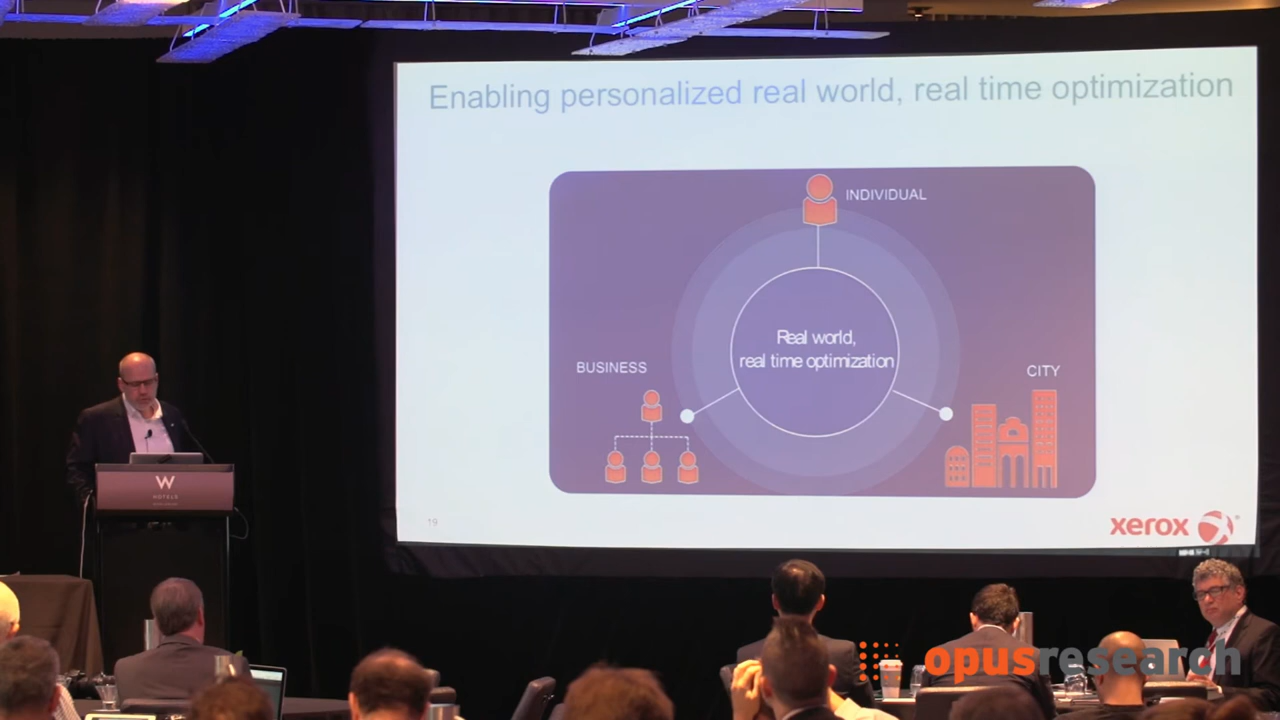 Enabling personalized real world, real time optimization
INDIVIDUAL
Real world,
real time optimization
BUSINESS
CITY
19
xerox
W
HOTELS
opusresearch